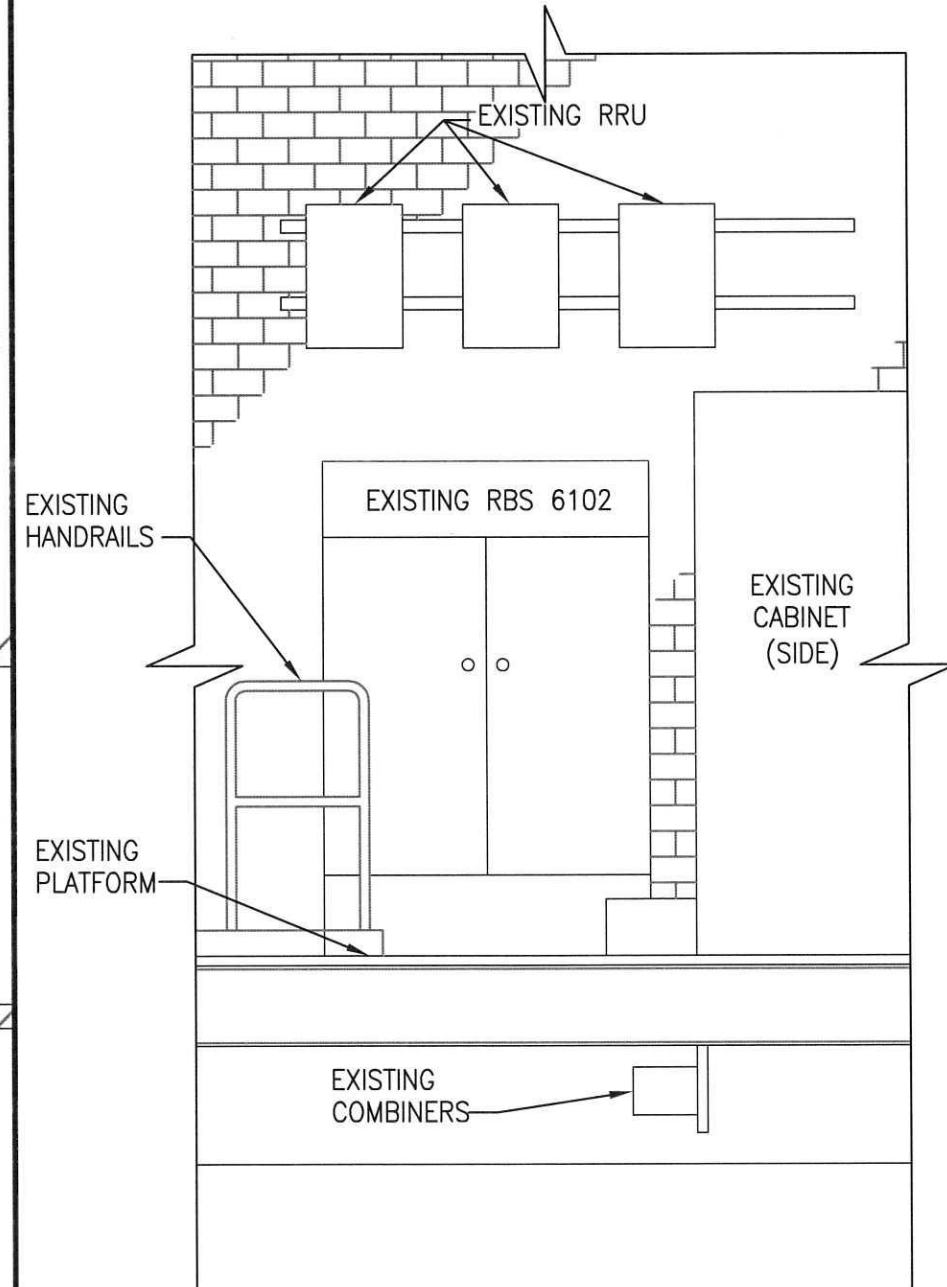 EXISTING RRU
EXISTING RBS 6102
EXISTING
HANDRAILS
EXISTING
CABINET
(SIDE)
EXISTING
PLATFORM
EXISTING
COMBINERS